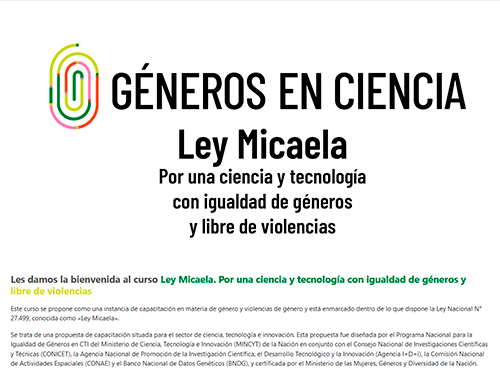 GÉNEROS EN CIENCIA
Ley Micaela
Por una ciencia y tecnología
con igualdad de géneros
y libre de violencias
Les damos la bienvenida al curso Ley Micaela. Por una ciencia y tecnología con igualdad de géneros y
libre de violencias
Este curso se propone como una instancia de capacitación en materia de género y violencias de género y está enmarcado dentro de lo que dispone la Ley Nacional N°
27.499, conocida como «Ley Micaela».
Se trata de una propuesta de capacitación situada para el sector de ciencia, tecnología e innovación. Esta propuesta fue diseñada por el Programa Nacional para la
Igualdad de Géneros en CTI del Ministerio de Ciencia, Tecnología e Innovación (MINCYT) de la Nación en conjunto con el Consejo Nacional de Investigaciones Científicas
y Técnicas (CONICET), la Agencia Nacional de Promoción de la Investigación Científica, el Desarrollo Tecnológico y la Innovación (Agencia I+D+i), la Comisión Nacional
de Actividades Espaciales (CONAE) y el Banco Nacional de Datos Genéticos (BNDG), y certificada por el Ministerio de las Mujeres, Géneros y Diversidad de la Nación.